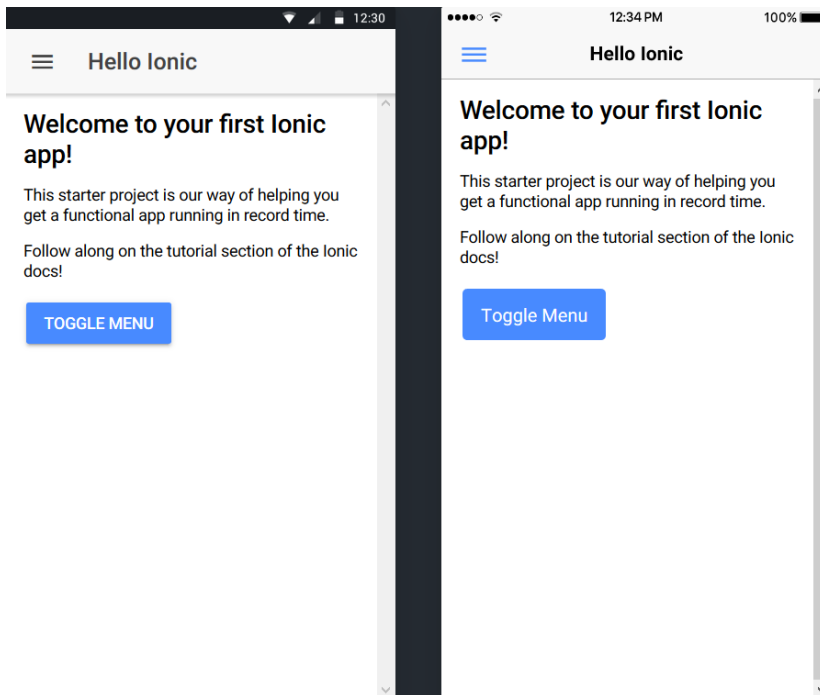 12:30
Hello Ionic
Welcome to your first Ionic
app!
This starter project is our way of helping you
get a functional app running in record time.
Follow along on the tutorial section of the Ionic
docs!
TOGGLE MENU
12:34 PM
100%
Hello Ionic
Welcome to your first Ionic
app!
This starter project is our way of helping you
get a functional app running in record time.
Follow along on the tutorial section of the Ionic
docs!
Toggle Menu